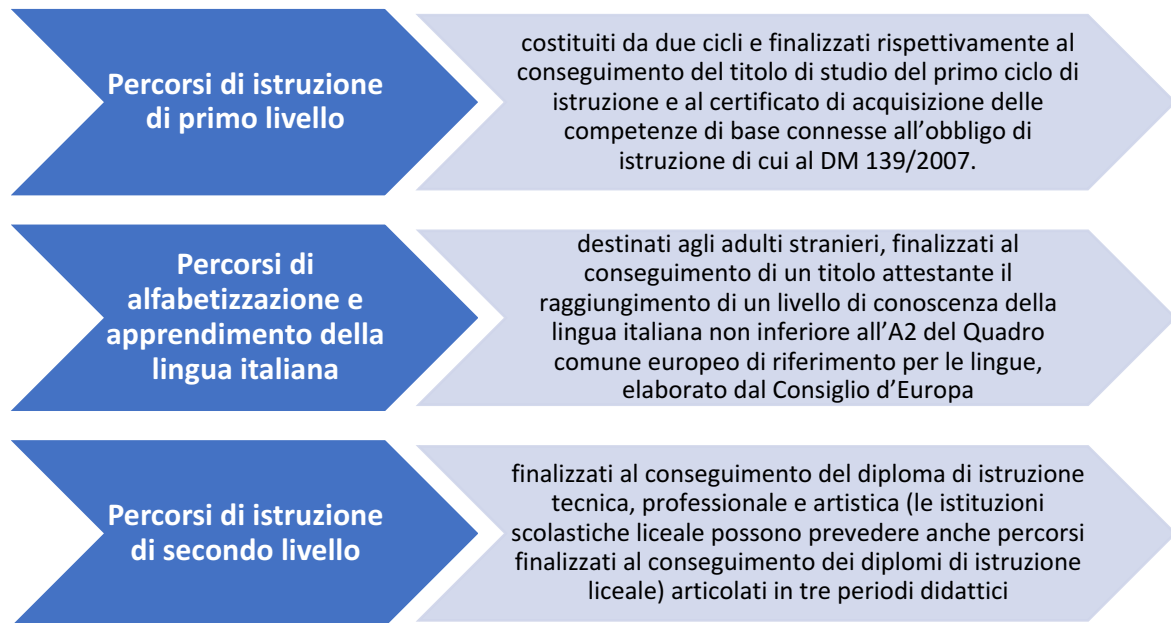 Percorsi di istruzione
di primo livello
costituiti da due cicli e finalizzati rispettivamente al
conseguimento del titolo di studio del primo ciclo di
istruzione e al certificato di acquisizione delle
competenze di base connesse all’obbligo di
istruzione di cui al DM 139/2007.
Percorsi di
alfabetizzazione e
apprendimento della
lingua italiana
destinati agli adulti stranieri, finalizzati al
conseguimento di un titolo attestante il
raggiungimento di un livello di conoscenza della
lingua italiana non inferiore all’A2 del Quadro
comune europeo di riferimento per le lingue,
elaborato dal Consiglio d’Europa
Percorsi di istruzione
di secondo livello
finalizzati al conseguimento del diploma di istruzione
tecnica, professionale e artistica (le istituzioni
scolastiche liceale possono prevedere anche percorsi
finalizzati al conseguimento dei diplomi di istruzione
liceale) articolati in tre periodi didattici